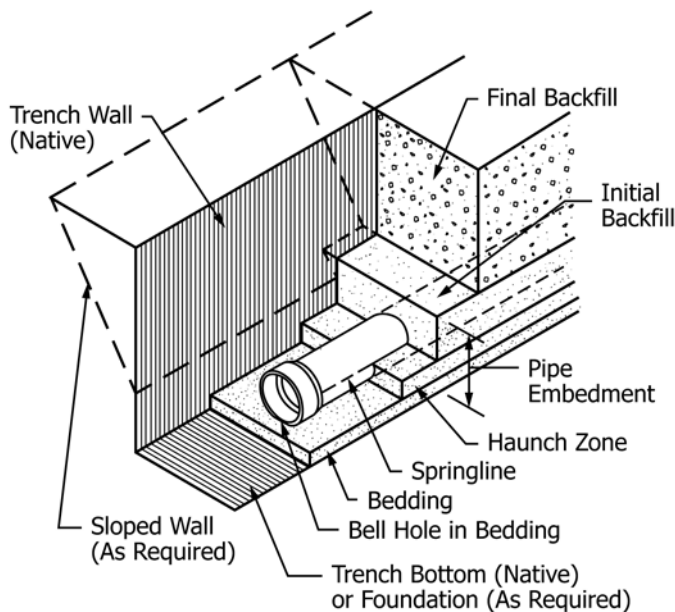 Trench Wall
(Native)
Final Backfill
Initial
Backfill
Pipe
Embedment
Haunch Zone
Springline
Bedding
Bell Hole in Bedding
Sloped Wall
(As Required)
Trench Bottom (Native)
or Foundation (As Required)